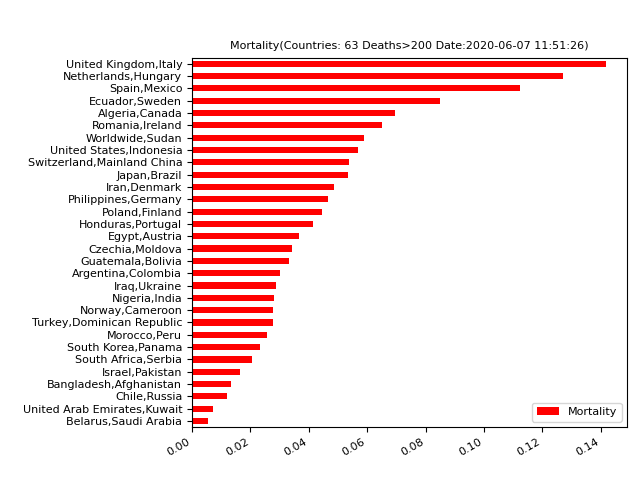 Mortality(Countries: 63 Deaths>200 Date:2020-06-07 11:51:26)
United Kingdom,Italy
Netherlands,Hungary
Spain,Mexico
Ecuador,Sweden
Algeria,Canada
Romania,Ireland
Worldwide,Sudan
United States,Indonesia
Switzerland,Mainland China
Japan,Brazil
Iran,Denmark
Philippines,Germany
Poland,Finland
Honduras,Portugal
Egypt,Austria
Czechia,Moldova
Guatemala,Bolivia
Argentina,Colombia
Iraq,Ukraine
Nigeria,India
Norway,Cameroon
Turkey,Dominican Republic
Morocco,Peru
South Korea,Panama
South Africa,Serbia
Israel,Pakistan
Bangladesh,Afghanistan
Chile,Russia
United Arab Emirates,Kuwait
Belarus,Saudi Arabia
Mortality
0.00 0.02 0.04 0.06 0.08 0.10 0.12 0.14